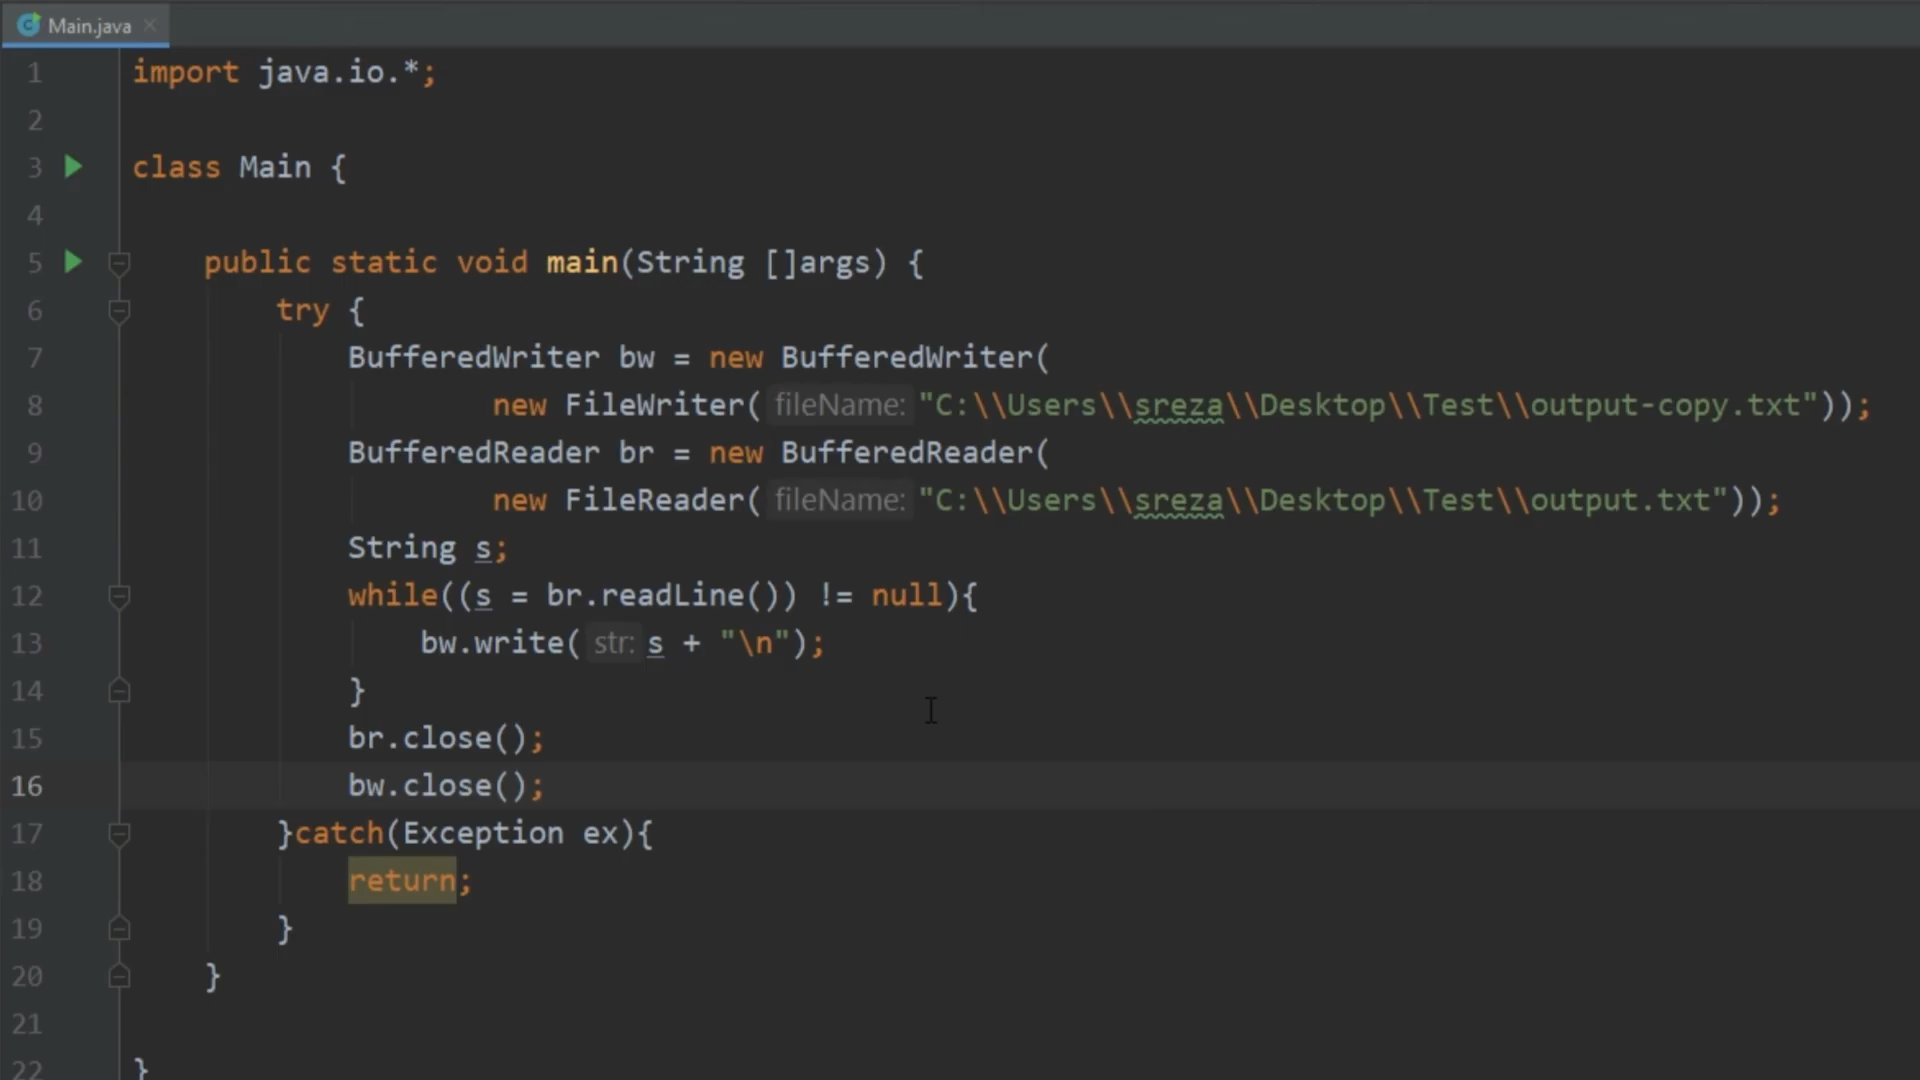 Main.java
1 import java.io.*;
2
3 class Main {
4
5 public static void main(String []args) {
6 try {
7 BufferedWriter bw = new BufferedWriter(
8 new FileWriter( fileName: "C:\\Users\\sreza\\Desktop\\Test\\output-copy.txt"));
9 BufferedReader br = new BufferedReader(
10 new FileReader( fileName: "C:\\Users\\sreza\\Desktop\\Test\\output.txt"));
11 String s;
12 while((s = br.readLine()) != null){
13 bw.write( str: s + "\n");
14 }
15 br.close();
16 bw.close();
17 }catch(Exception ex){
18 return;
19 }
20 }
21
22 }